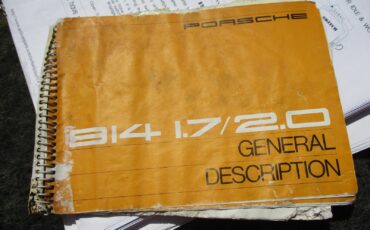 PORSCHE
914 1.7/2.0
GENERAL
DESCRIPTION